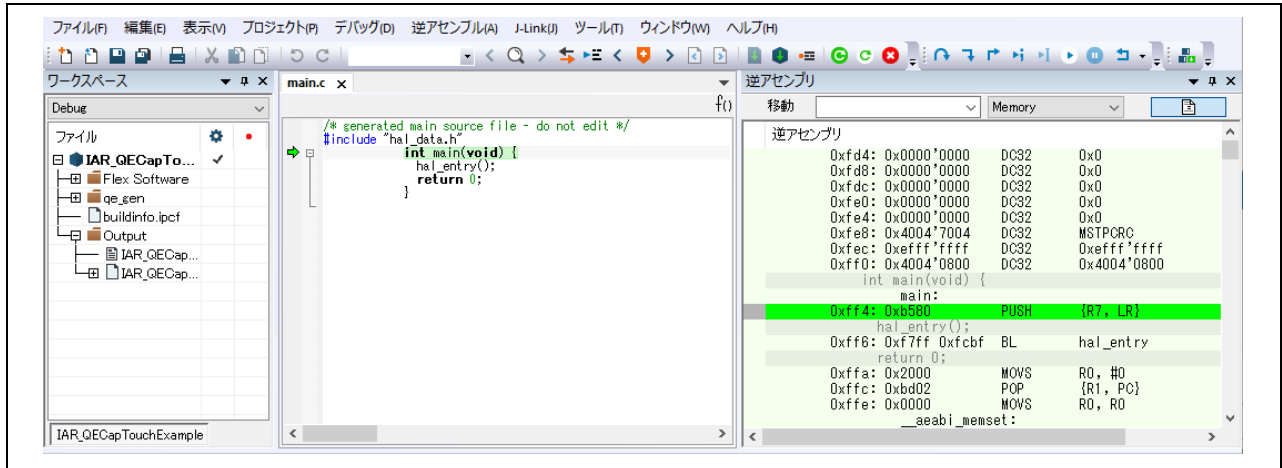 ファイル(F) 編集(E) 表示(V) プロジェクト(P) デバッグ(D) 逆アセンブル(A) J-Link(J) ツール(T) ウィンドウ(W) ヘルプ(H)
ワークスペース
Debug
ファイル
IAR_QECapTo...
Flex Software
qe_gen
buildinfo.ipcf
Output
IAR_QECap...
IAR_QECap...
IAR_QECapTouchExample
main.c
f()
/* generated main source file - do not edit */
#include "hal_data.h"
int main(void) {
hal_entry();
return 0;
}
逆アセンブリ
移動 Memory
逆アセンブリ
0xfd4: 0x0000'0000 DC32 0x0
0xfd8: 0x0000'0000 DC32 0x0
0xfdc: 0x0000'0000 DC32 0x0
0xfe0: 0x0000'0000 DC32 0x0
0xfe4: 0x0000'0000 DC32 0x0
0xfe8: 0x4004'7004 DC32 MSTPCRC
0xfec: 0xefff'ffff DC32 0xefff'ffff
0xff0: 0x4004'0800 DC32 0x4004'0800
int main(void) {
main:
0xff4: 0xb580 PUSH {R7, LR}
hal_entry();
0xff6: 0xf7ff 0xfcbf BL hal_entry
return 0;
0xffa: 0x2000 MOVS R0, #0
0xffc: 0xbd02 POP {R1, PC}
0xffe: 0x0000 MOVS R0, R0
__aeabi_memset: